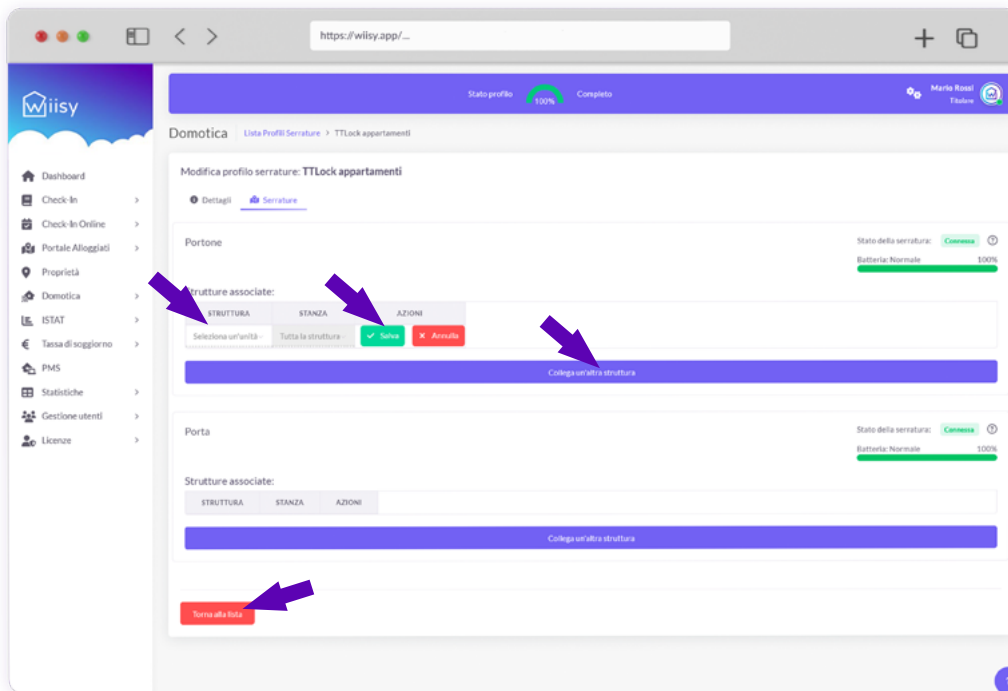 https://wiisy.app/...
wiisy
Stato profilo 100% Completo
Mario Rossi
Titolare
Domotica Lista Profili Serrature > TTLock appartamenti
Dashboard
Check-In
Check-In Online
Portale Alloggiati
Proprietà
Domotica
ISTAT
Tassa di soggiorno
PMS
Statistiche
Gestione utenti
Licenze
Modifica profilo serrature: TTLock appartamenti
Dettagli Serrature
Portone
Stato della serratura: Connessa
Batteria: Normale 100%
Strutture associate:
STRUTTURA STANZA AZIONI
Seleziona un'unità - Tutta la struttura - Salva Annulla
Collega un'altra struttura
Porta
Stato della serratura: Connessa
Batteria: Normale 100%
Strutture associate:
STRUTTURA STANZA AZIONI
Collega un'altra struttura
Torna alla lista